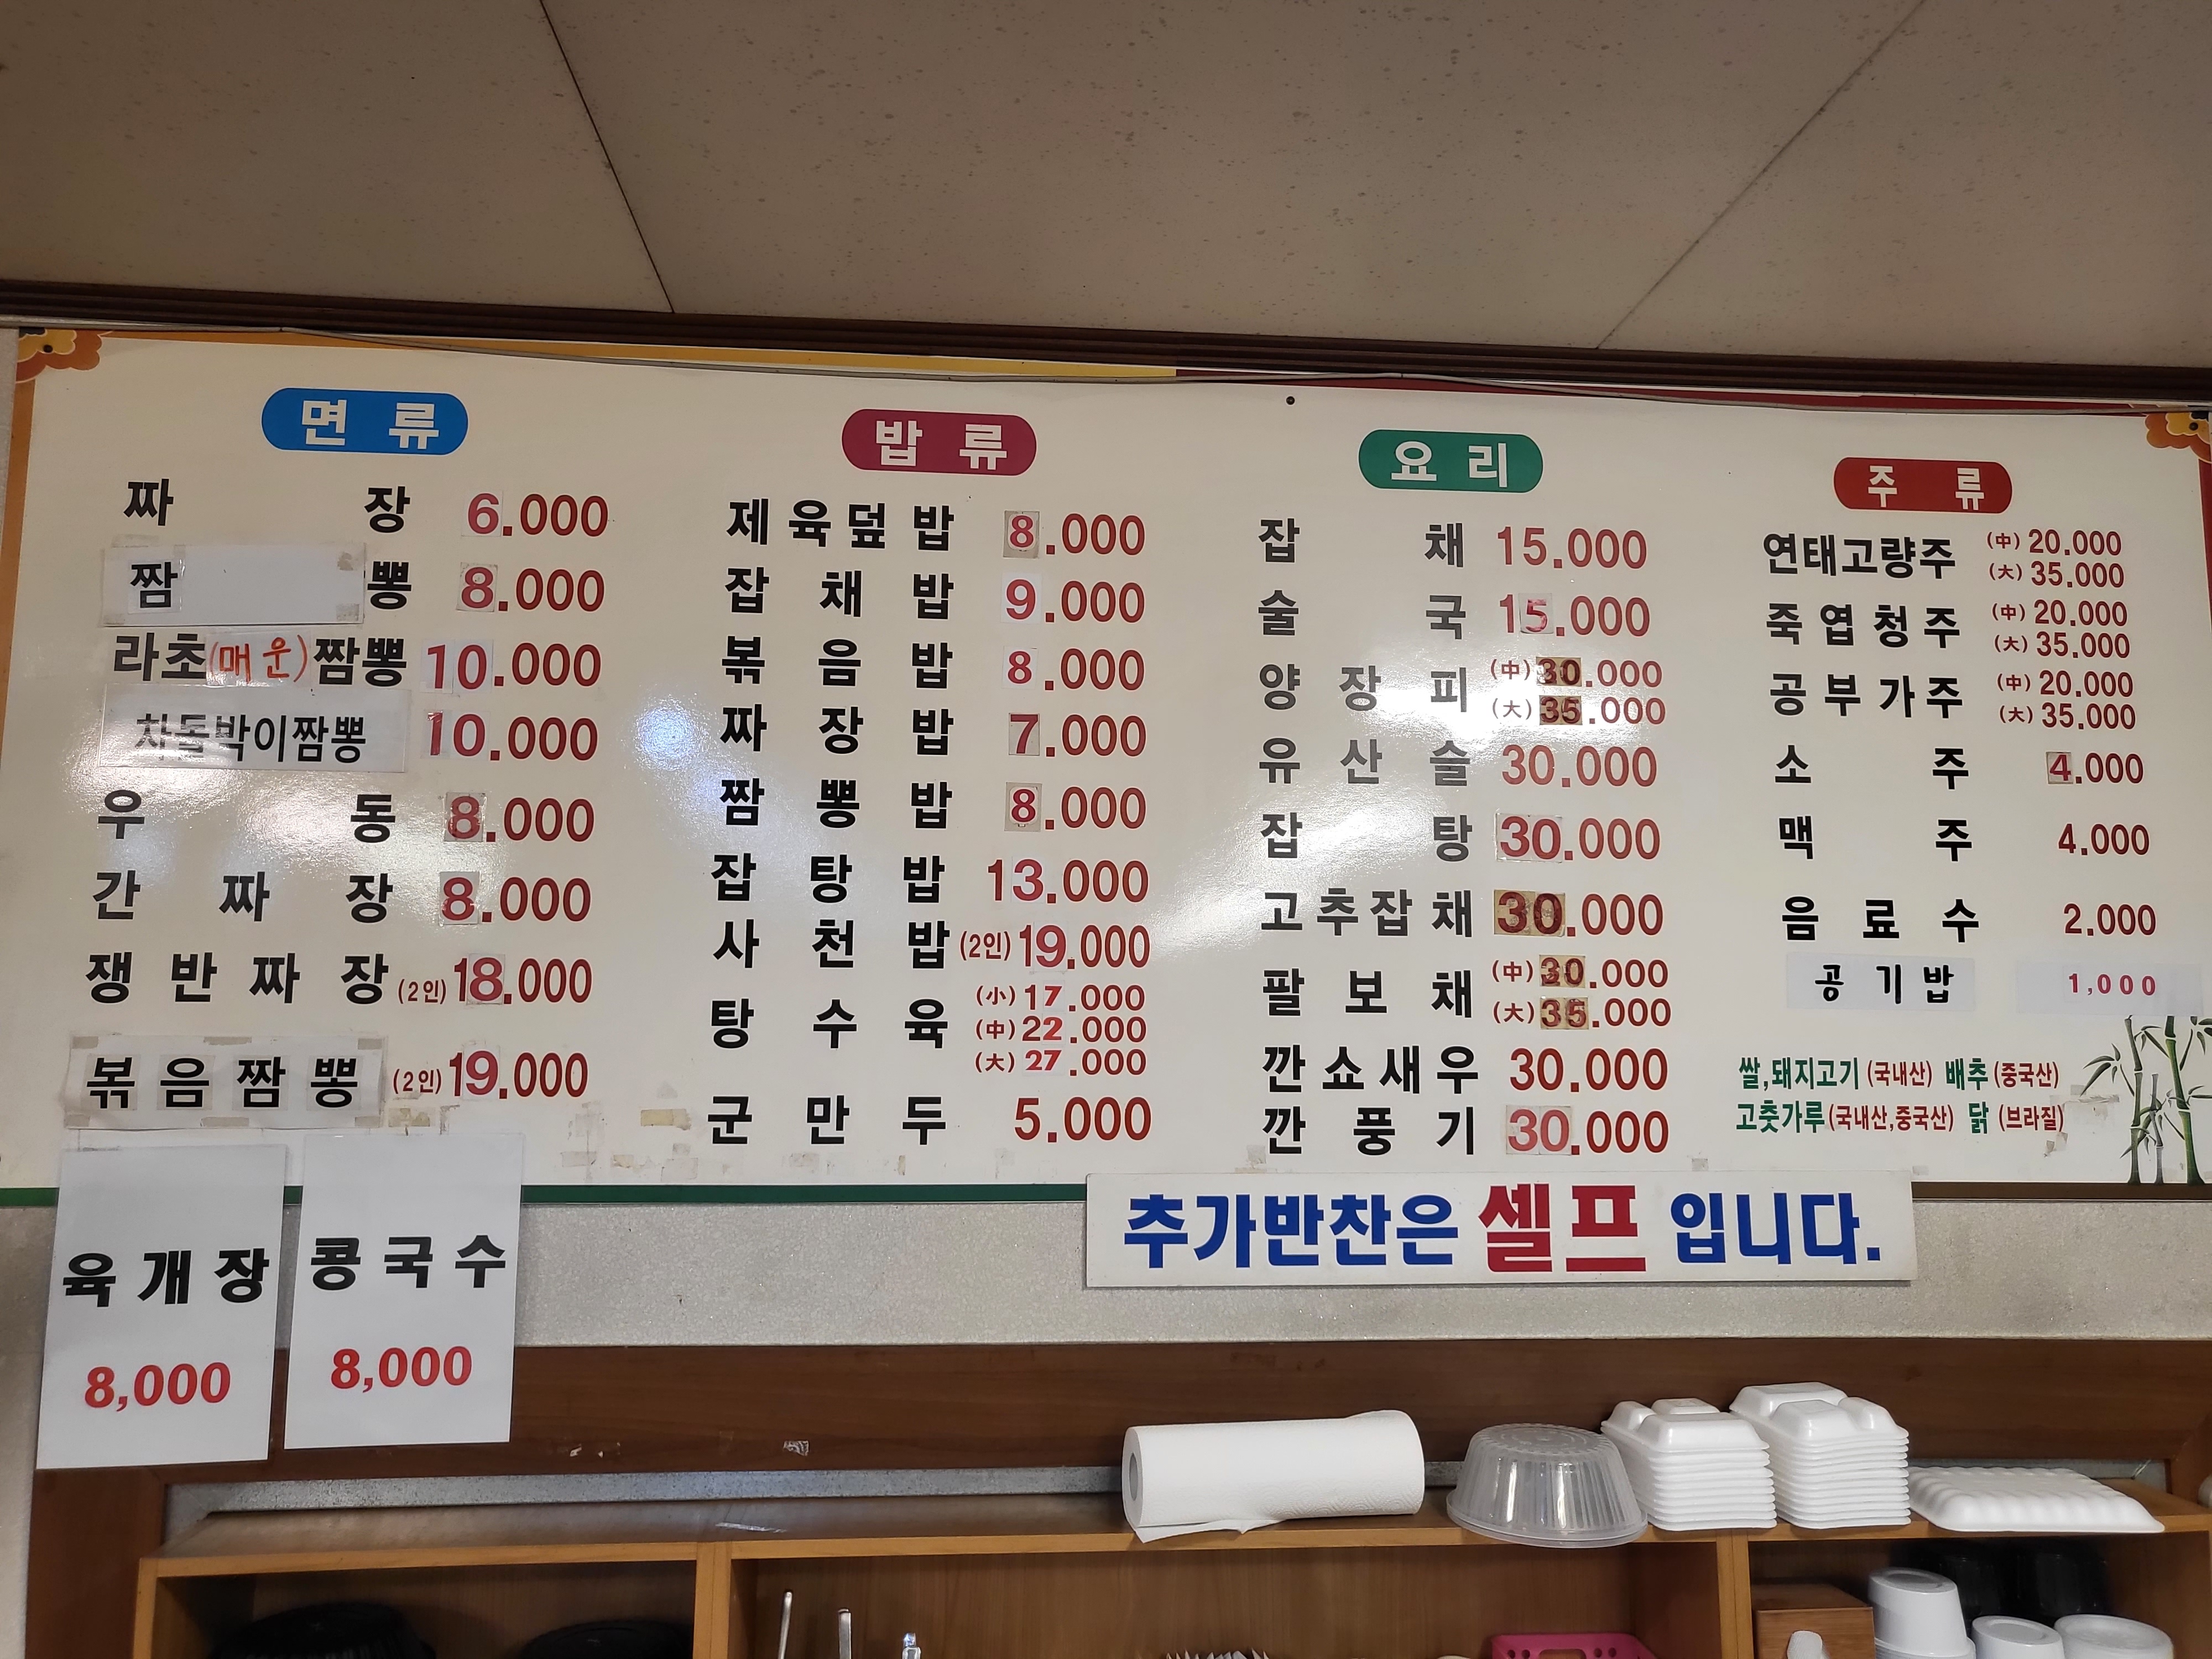 면류
짜장 6.000
짬뽕 8.000
라초(매운)짬뽕 10.000
차돌박이짬뽕 10.000
우동 8.000
간짜장 8.000
쟁반짜장 (2인) 18.000
볶음짬뽕 (2인) 19.000
육개장
8,000
콩국수
8,000
밥류
제육덮밥 8.000
잡채밥 9.000
볶음밥 8.000
짜장밥 7.000
짬뽕밥 8.000
잡탕밥 13.000
사천밥 (2인) 19.000
탕수육 (小) 17.000
(中) 22.000
(大) 27.000
군만두 5.000
요리
잡채 15.000
술국 15.000
양장피 (中) 30.000
(大) 35.000
유산슬 30.000
잡탕 30.000
고추잡채 30.000
팔보채 (中) 30.000
(大) 35.000
깐쇼새우 30.000
깐풍기 30.000
주류
연태고량주 (中) 20.000
(大) 35.000
죽엽청주 (中) 20.000
(大) 35.000
공부가주 (中) 20.000
(大) 35.000
소주 4.000
맥주 4.000
음료수 2.000
공기밥 1,000
쌀,돼지고기 (국내산) 배추 (중국산)
고춧가루 (국내산,중국산) 닭 (브라질)
추가반찬은 셀프 입니다.